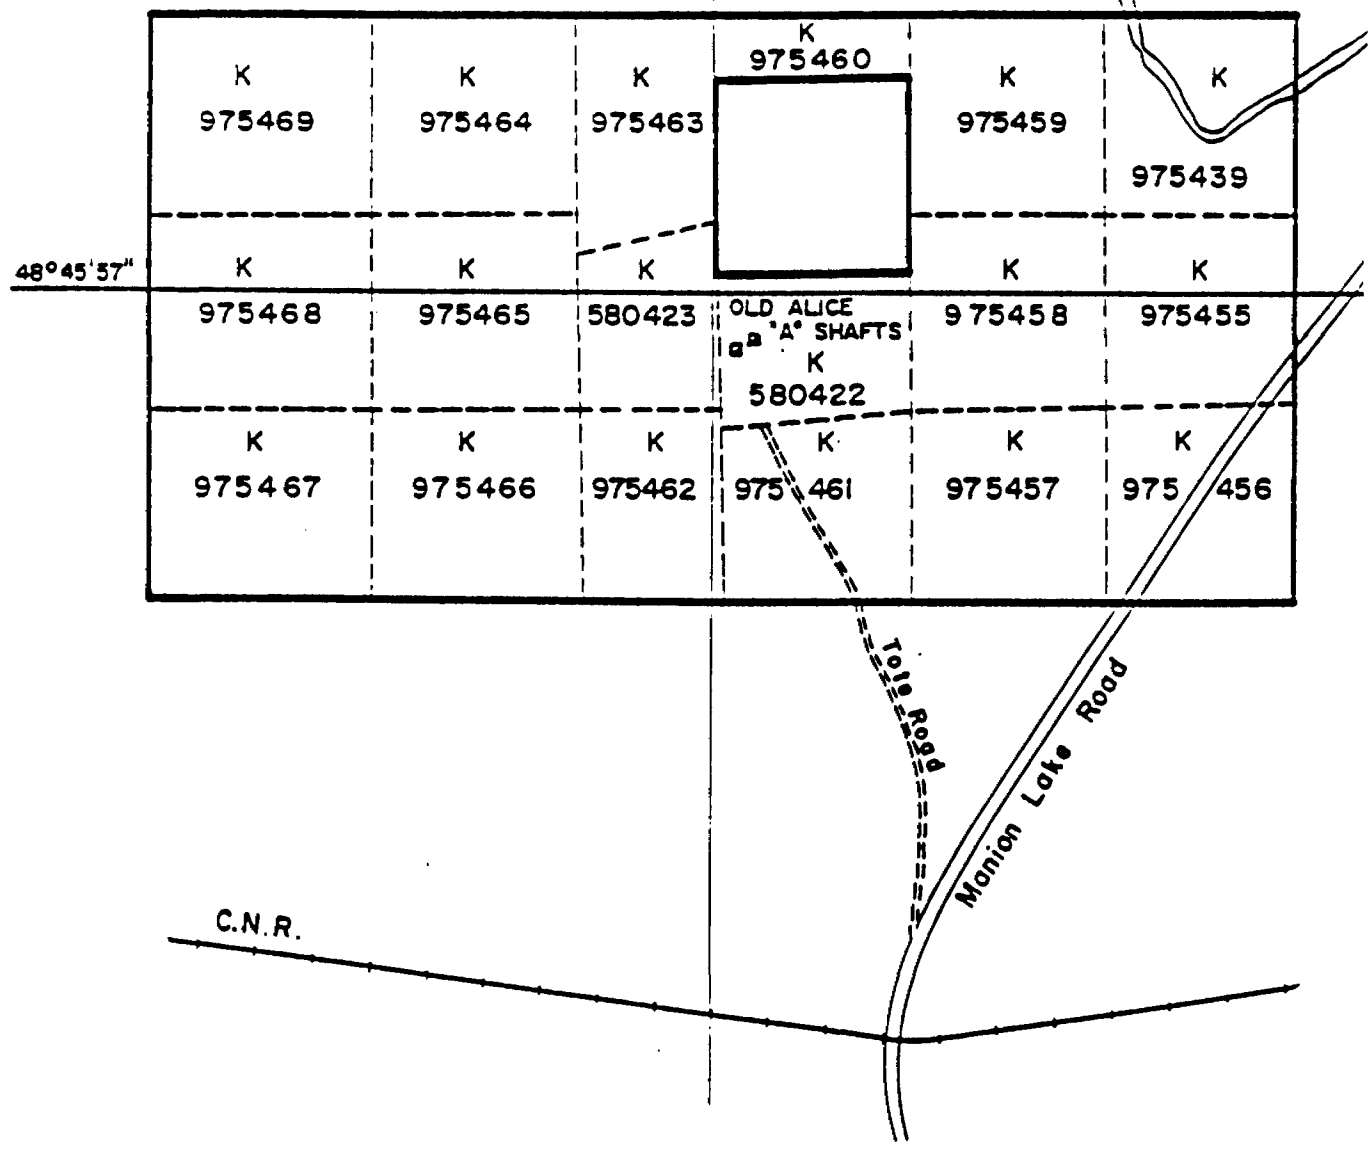 K
975460
K
975469
K
975464
K
975463
K
975459
K
975439
48°45'57"
K
975468
K
975465
K
580423
OLD ALICE
"A" SHAFTS
K
580422
K
975458
K
975455
K
975467
K
975466
K
975462
K
975 461
K
975457
K
975 456
Tote Road
Manion Lake Road
C.N.R.